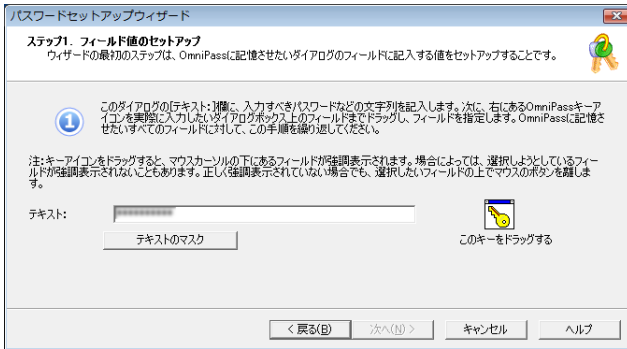 パスワードセットアップウィザード
ステップ1. フィールド値のセットアップ
ウィザードの最初のステップは、OmniPassに記憶させたいダイアログのフィールドに記入する値をセットアップすることです。
1
このダイアログの[テキスト:]欄に、入力すべきパスワードなどの文字列を記入します。次に、右にあるOmniPassキーア
イコンを実際に入力したいダイアログボックス上のフィールドまでドラッグし、フィールドを指定します。OmniPassに記憶さ
せたいすべてのフィールドに対して、この手順を繰り返してください。
注:キーアイコンをドラッグすると、マウスカーソルの下にあるフィールドが強調表示されます。場合によっては、選択しようとしているフィー
ルドが強調表示されないこともあります。正しく強調表示されていない場合でも、選択したいフィールドの上でマウスのボタンを離しま
す。
テキスト:
テキストのマスク
このキーをドラッグする
< 戻る(B)
次へ(N) >
キャンセル
ヘルプ